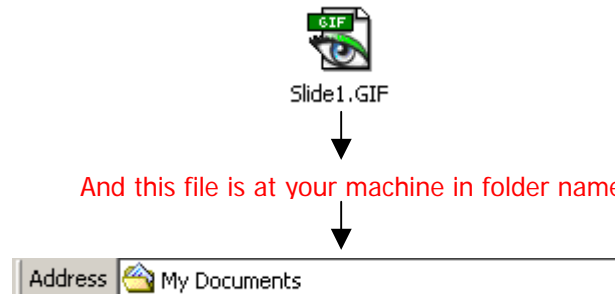 GIF
Slide1.GIF
And this file is at your machine in folder name
Address My Documents